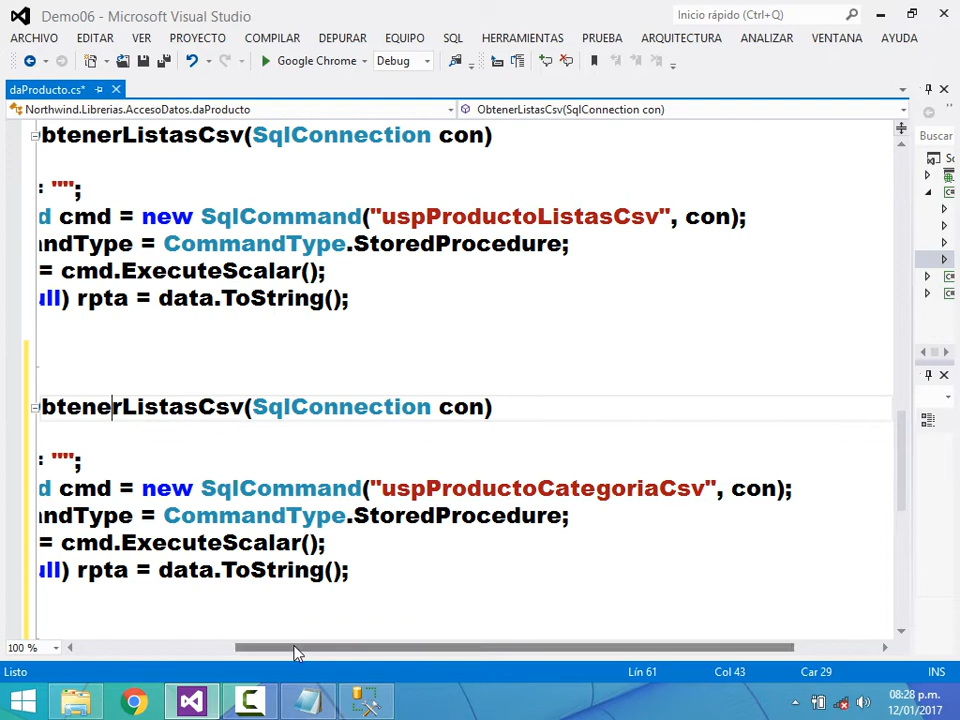 Demo06 - Microsoft Visual Studio
Inicio rápido (Ctrl+Q)
ARCHIVO EDITAR VER PROYECTO COMPILAR DEPURAR EQUIPO SQL HERRAMIENTAS PRUEBA ARQUITECTURA ANALIZAR VENTANA AYUDA
Google Chrome Debug
daProducto.cs*
Northwind.Librerias.AccesoDatos.daProducto
ObtenerListasCsv(SqlConnection con)
Buscar
btenerListasCsv(SqlConnection con)
"";
d cmd = new SqlCommand("uspProductoListasCsv", con);
andType = CommandType.StoredProcedure;
= cmd.ExecuteScalar();
ull) rpta = data.ToString();
btenerListasCsv(SqlConnection con)
"";
d cmd = new SqlCommand("uspProductoCategoriaCsv", con);
andType = CommandType.StoredProcedure;
= cmd.ExecuteScalar();
ull) rpta = data.ToString();
100 %
Listo
Lín 61
Col 43
Car 29
INS
08:28 p.m.
12/01/2017